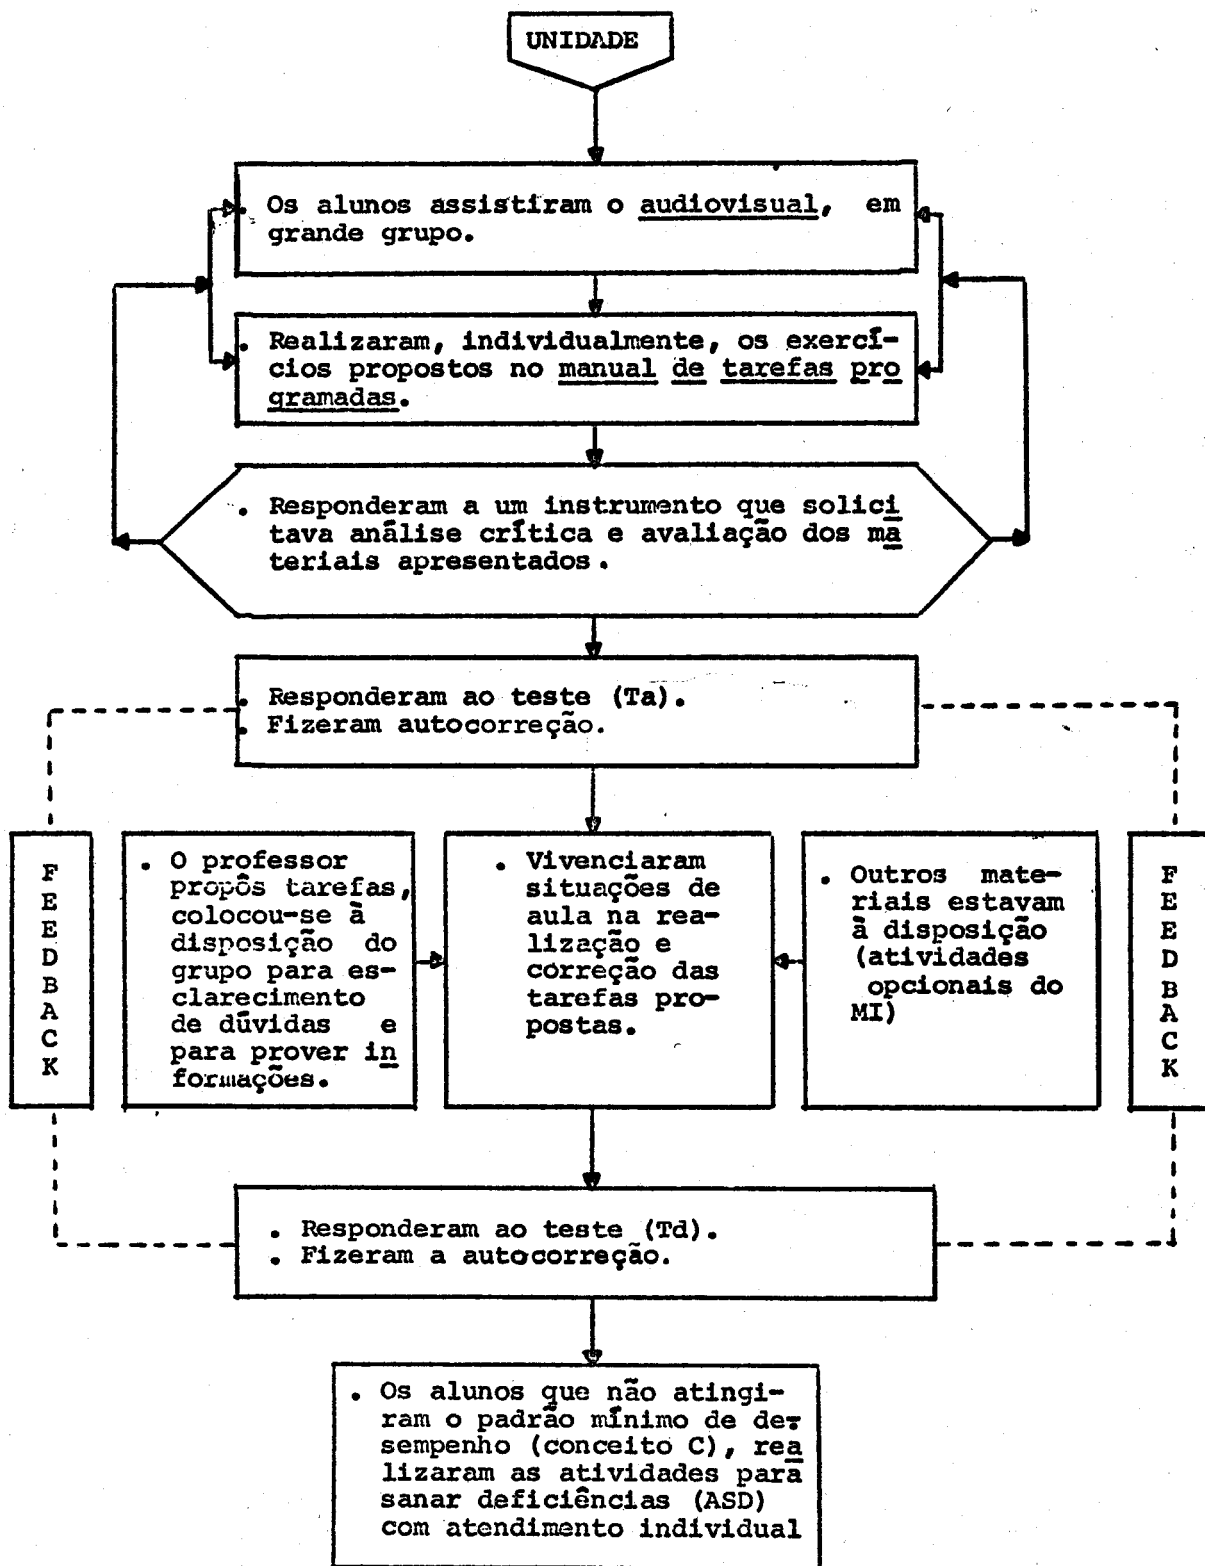 UNIDADE
. Os alunos assistiram o audiovisual, em
grande grupo.
. Realizaram, individualmente, os exercí-
cios propostos no manual de tarefas pro
gramadas.
. Responderam a um instrumento que solici
tava análise crítica e avaliação dos ma
teriais apresentados.
. Responderam ao teste (Ta).
. Fizeram autocorreção.
F
E
E
D
B
A
C
K
. O professor
propôs tarefas,
colocou-se à
disposição do
grupo para es-
clarecimento
de dúvidas e
para prover in
formações.
. Vivenciaram
situações de
aula na rea-
lização e
correção das
tarefas pro-
postas.
. Outros mate-
riais estavam
à disposição
(atividades
opcionais do
MI)
F
E
E
D
B
A
C
K
. Responderam ao teste (Td).
. Fizeram a autocorreção.
. Os alunos que não atingi-
ram o padrão mínimo de de-
sempenho (conceito C), rea
lizaram as atividades para
sanar deficiências (ASD)
com atendimento individual